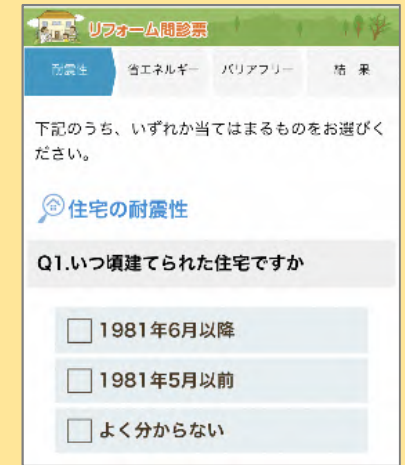 リフォーム問診票
耐震性 省エネルギー バリアフリー 結 果
下記のうち、いずれか当てはまるものをお選びく
ださい。
住宅の耐震性
Q1.いつ頃建てられた住宅ですか
1981年6月以降
1981年5月以前
よく分からない